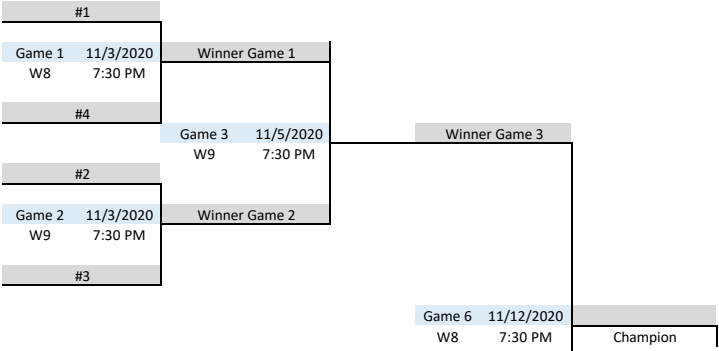 #1
Game 1 11/3/2020 Winner Game 1
W8 7:30 PM
#4
Game 3 11/5/2020 Winner Game 3
W9 7:30 PM
#2
Game 2 11/3/2020 Winner Game 2
W9 7:30 PM
#3
Game 6 11/12/2020
W8 7:30 PM Champion